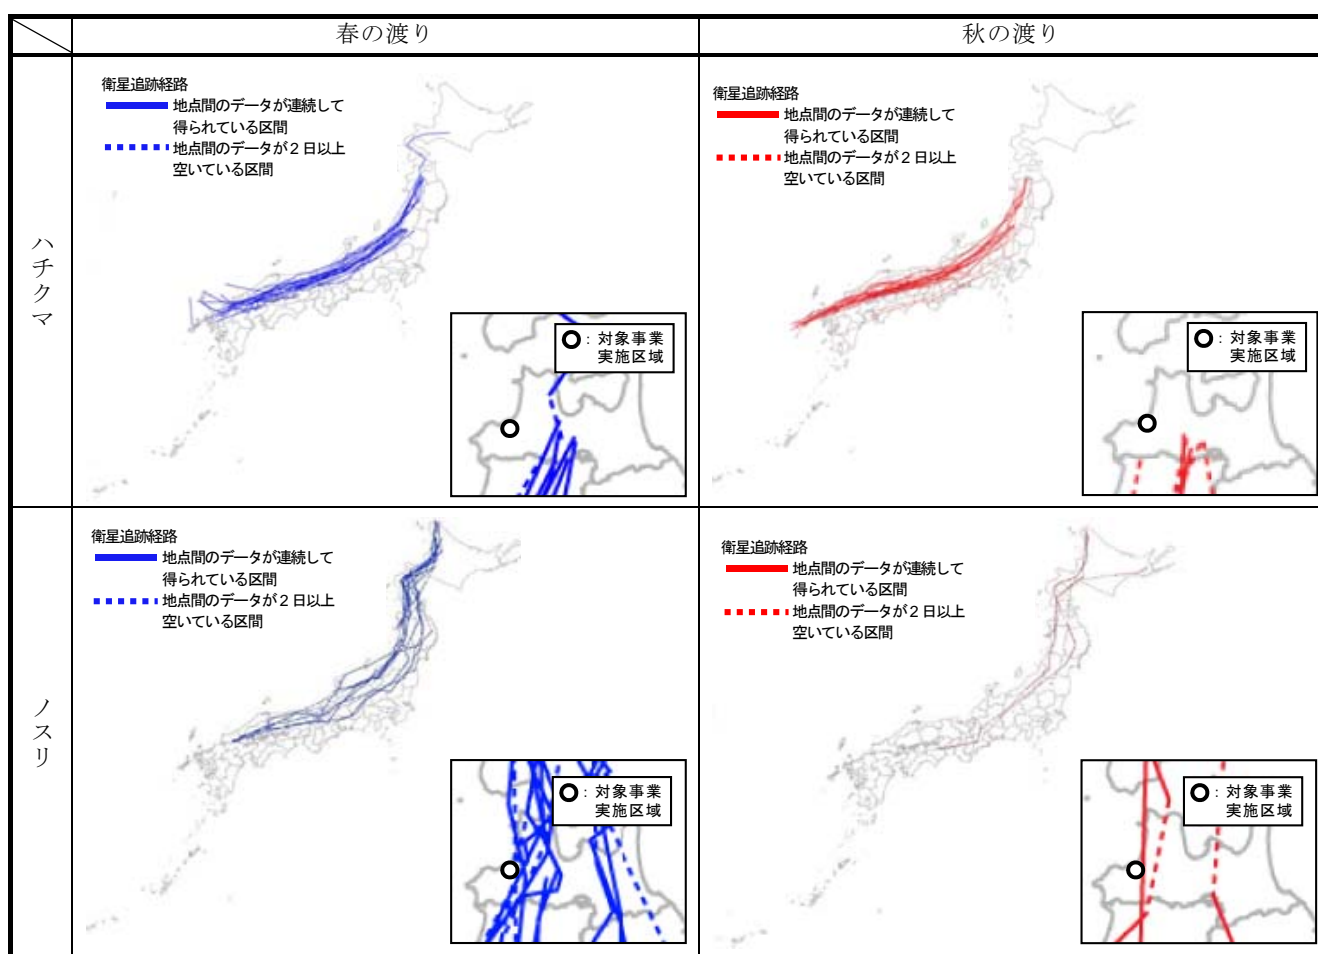 春の渡り
秋の渡り
ハチクマ
衛星追跡経路
地点間のデータが連続して
得られている区間
地点間のデータが２日以上
空いている区間
：対象事業
実施区域
衛星追跡経路
地点間のデータが連続して
得られている区間
地点間のデータが２日以上
空いている区間
：対象事業
実施区域
ノスリ
衛星追跡経路
地点間のデータが連続して
得られている区間
地点間のデータが２日以上
空いている区間
：対象事業
実施区域
衛星追跡経路
地点間のデータが連続して
得られている区間
地点間のデータが２日以上
空いている区間
：対象事業
実施区域